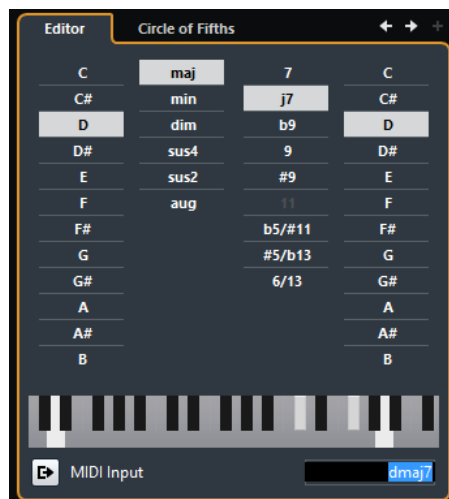 Editor Circle of Fifths
C maj 7 C
C# min j7 C#
D dim b9 D
D# sus4 9 D#
E sus2 #9 E
F aug 11 F
F# b5/#11 F#
G #5/b13 G
G# 6/13 G#
A A
A# A#
B B
MIDI Input dmaj7